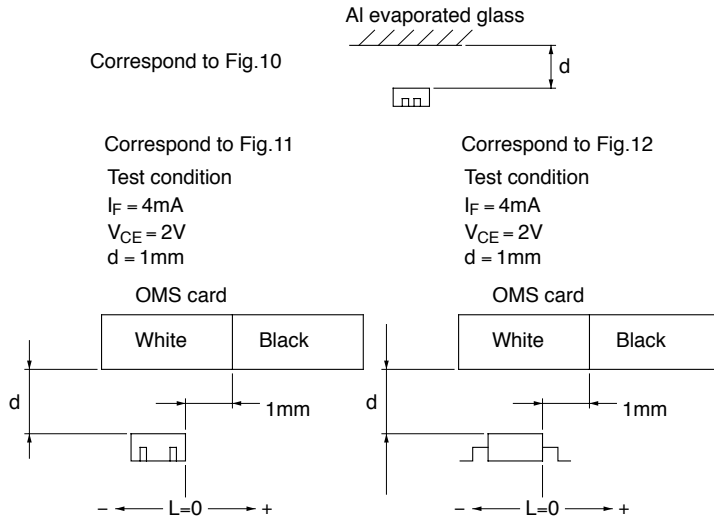 Al evaporated glass
Correspond to Fig.10
d
Correspond to Fig.11
Test condition
I_F = 4mA
V_CE = 2V
d = 1mm
OMS card
White Black
d
1mm
− L=0 +
Correspond to Fig.12
Test condition
I_F = 4mA
V_CE = 2V
d = 1mm
OMS card
White Black
d
1mm
− L=0 +